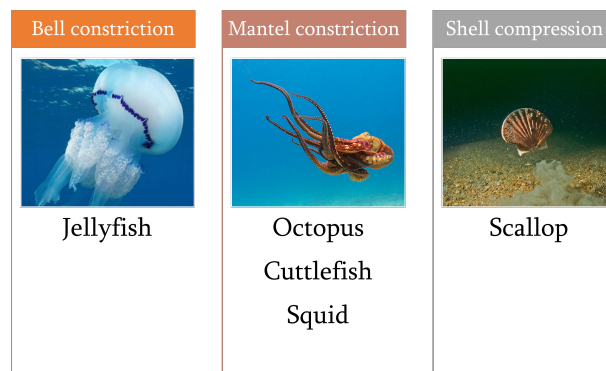 Bell constriction
Jellyfish
Mantel constriction
Octopus
Cuttlefish
Squid
Shell compression
Scallop